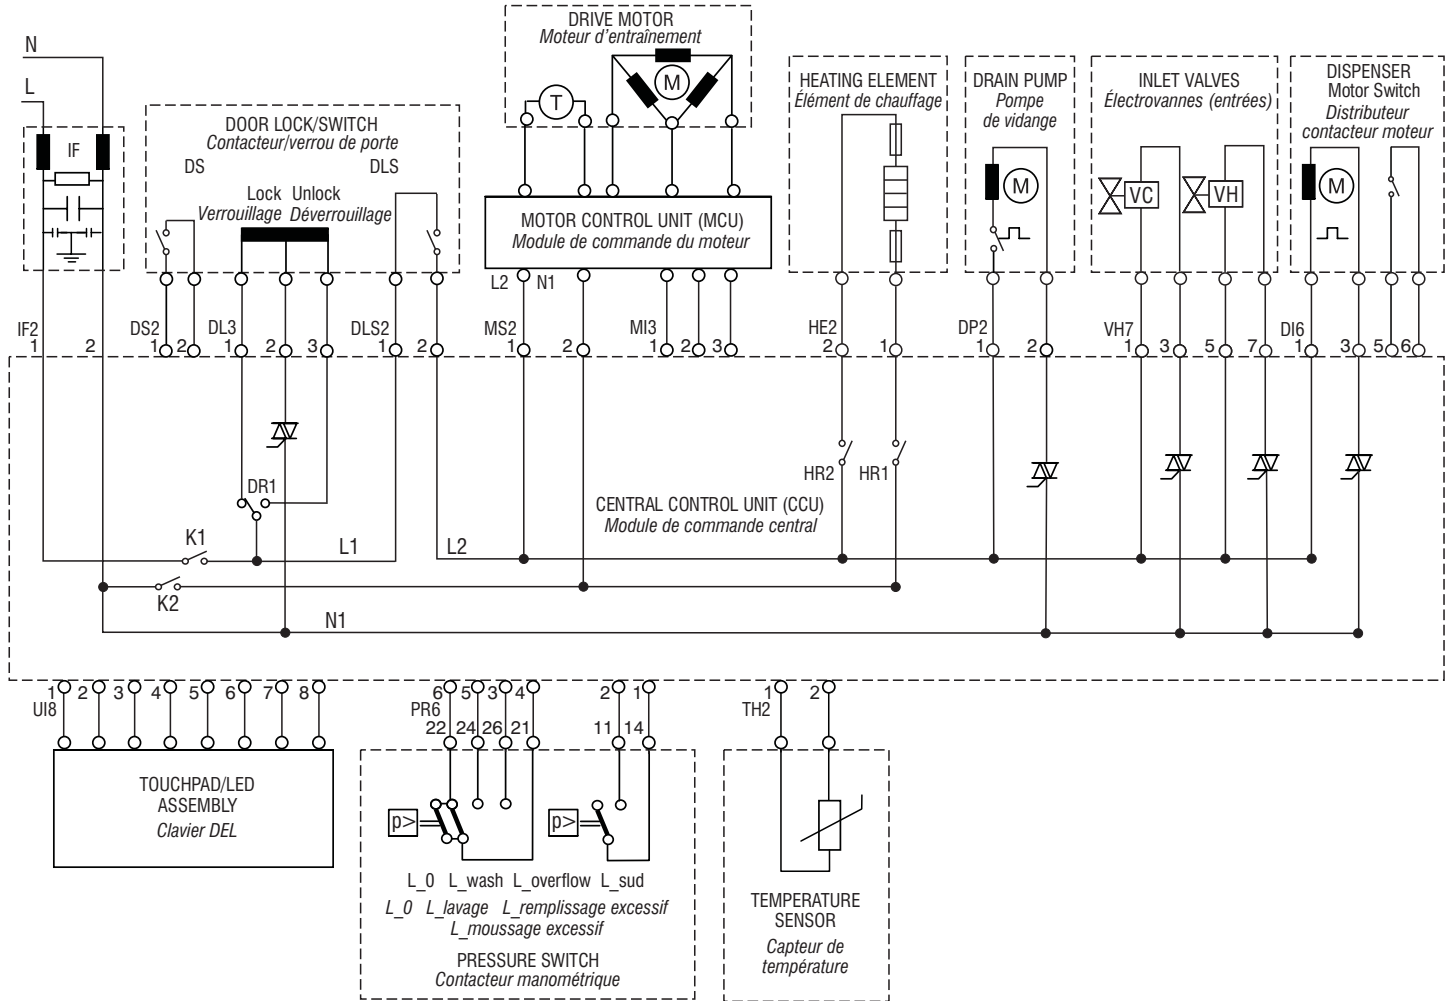 N
L
IF
DOOR LOCK/SWITCH
Contacteur/verrou de porte
DS DLS
Lock Unlock
Verrouillage Déverrouillage
DRIVE MOTOR
Moteur d'entraînement
T
M
MOTOR CONTROL UNIT (MCU)
Module de commande du moteur
L2 N1
HEATING ELEMENT
Élément de chauffage
DRAIN PUMP
Pompe
de vidange
M
INLET VALVES
Électrovannes (entrées)
VC
VH
DISPENSER
Motor Switch
Distributeur
contacteur moteur
M
IF2 DS2 DL3 DLS2 MS2 MI3 HE2 DP2 VH7 DI6
1 2 1 2 1 2 3 1 2 1 2 1 2 3 2 1 1 2 1 3 5 7 1 3 5 6
DR1
HR2 HR1
CENTRAL CONTROL UNIT (CCU)
Module de commande central
K1
L1
L2
K2
N1
1 2 3 4 5 6 7 8
UI8
TOUCHPAD/LED
ASSEMBLY
Clavier DEL
6 5 3 4 2 1
PR6
22 24 26 21 11 14
p>
p>
L_0 L_wash L_overflow L_sud
L_0 L_lavage L_remplissage excessif
L_moussage excessif
PRESSURE SWITCH
Contacteur manométrique
1 2
TH2
TEMPERATURE
SENSOR
Capteur de
température